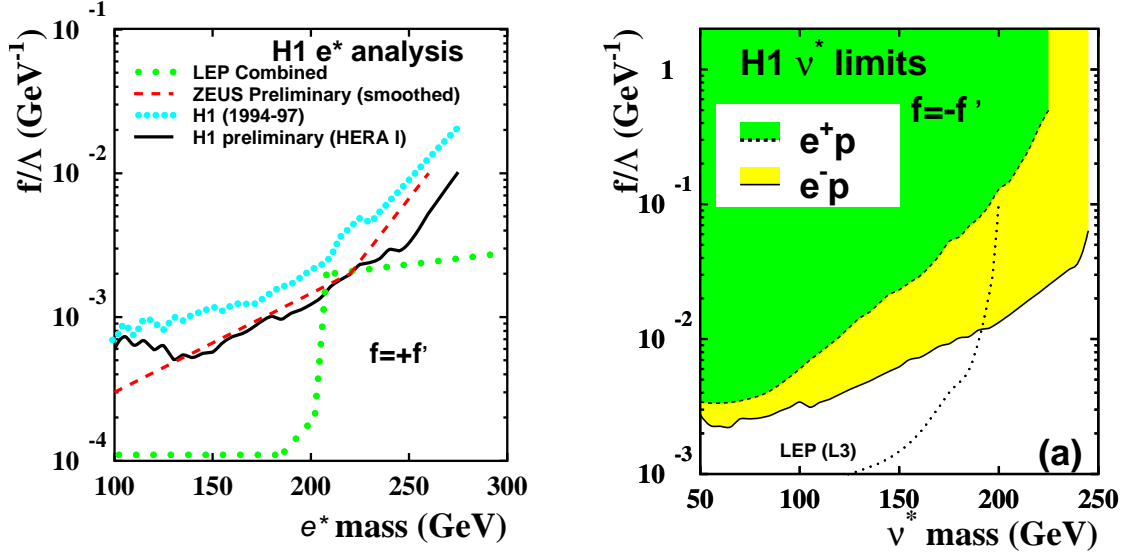 H1 e* analysis
LEP Combined
ZEUS Preliminary (smoothed)
H1 (1994-97)
H1 preliminary (HERA I)
f=+f’
f/Λ (GeV⁻¹)
10⁻¹
10⁻²
10⁻³
10⁻⁴
100 150 200 250 300
e* mass (GeV)
H1 ν* limits
f=-f’
e⁺p
e⁻p
LEP (L3)
(a)
f/Λ (GeV⁻¹)
1
10⁻¹
10⁻²
10⁻³
50 100 150 200 250
ν* mass (GeV)